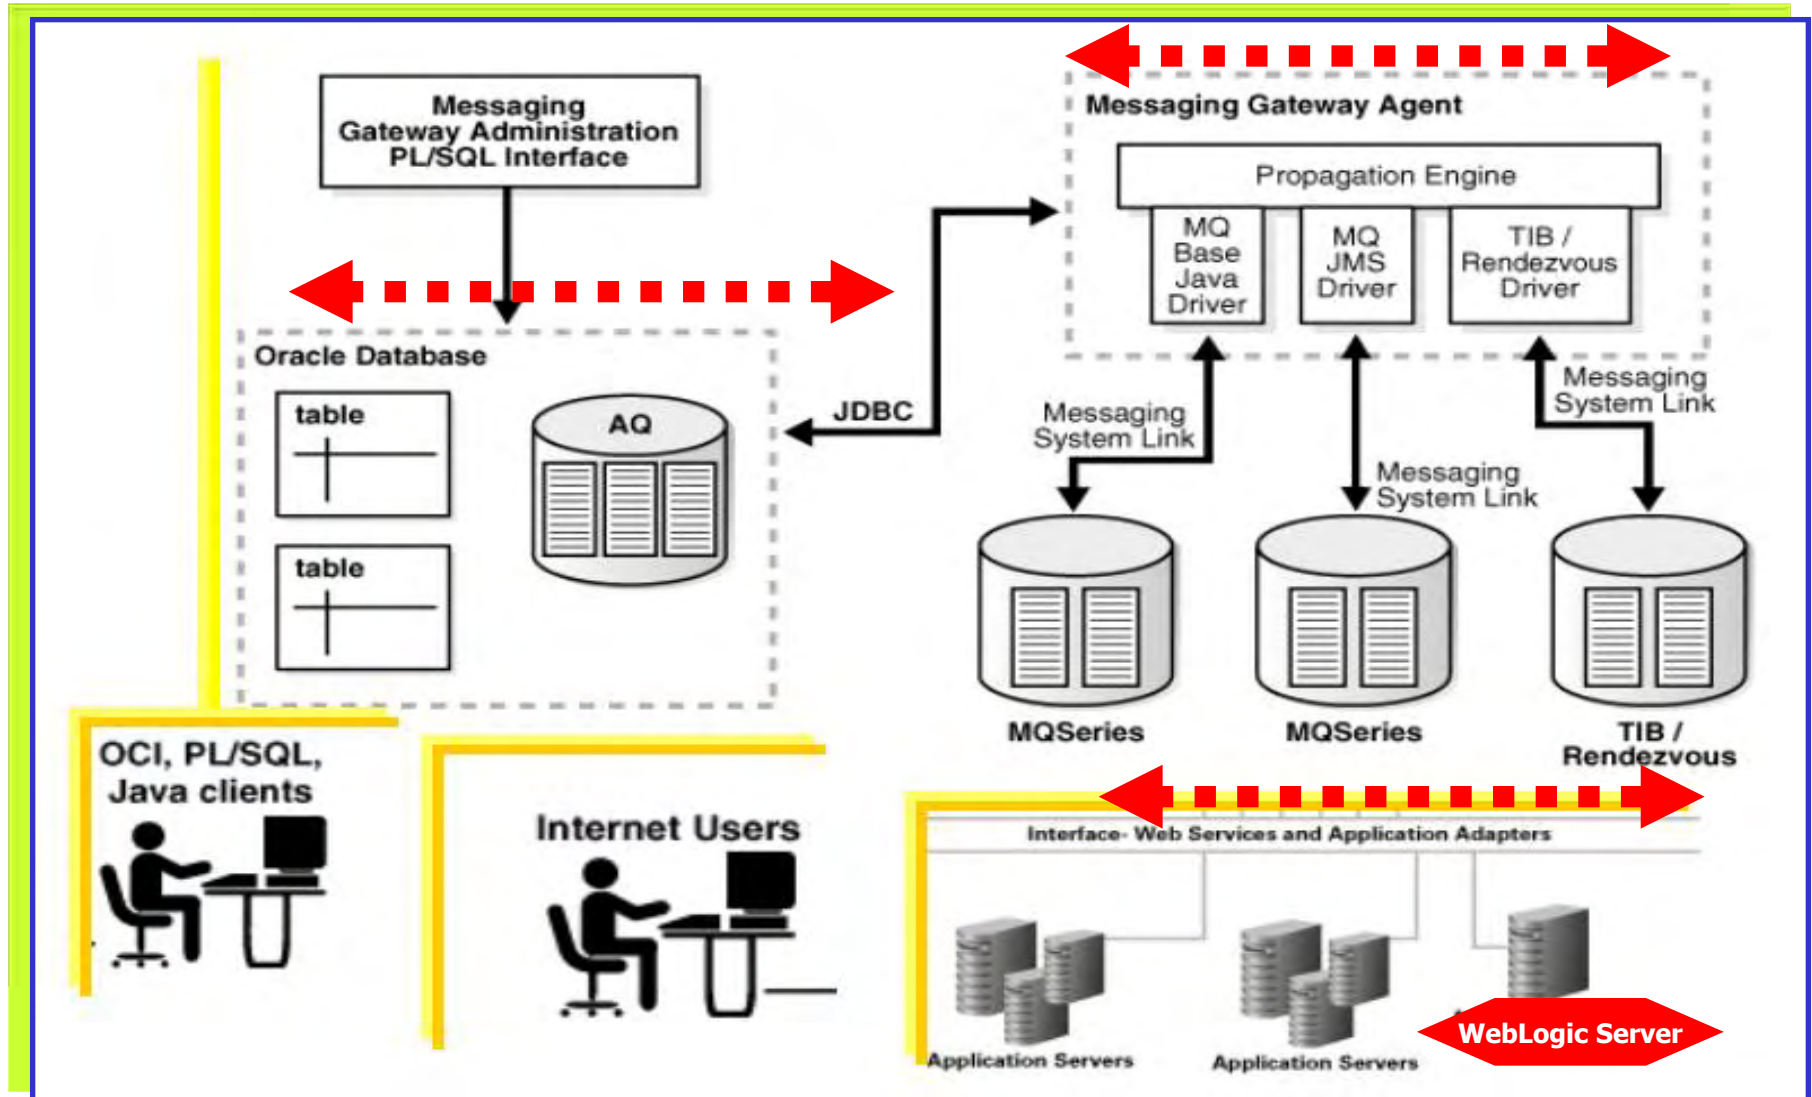 Messaging
Gateway Administration
PL/SQL Interface
Messaging Gateway Agent
Propagation Engine
MQ
Base
Java
Driver
MQ
JMS
Driver
TIB /
Rendezvous
Driver
Oracle Database
table
table
AQ
JDBC
Messaging
System Link
Messaging
System Link
Messaging
System Link
MQSeries
MQSeries
TIB /
Rendezvous
OCI, PL/SQL,
Java clients
Internet Users
Interface- Web Services and Application Adapters
Application Servers
Application Servers
WebLogic Server